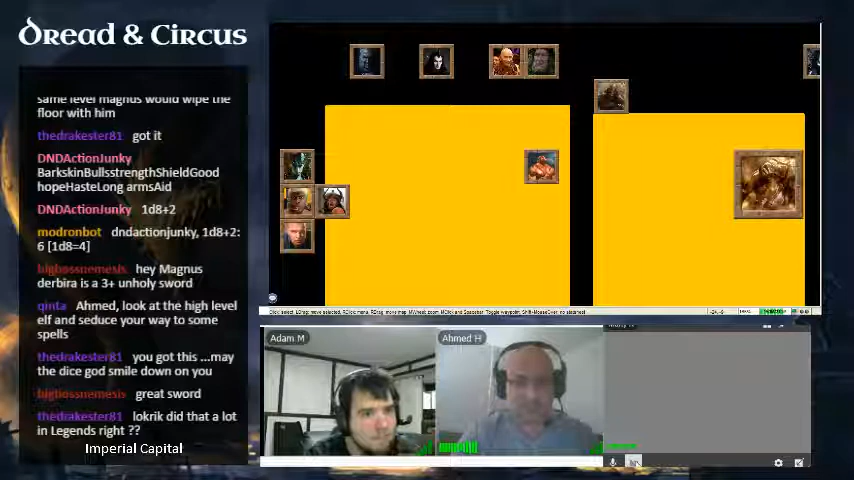 Dread & Circus
same level magnus would wipe the
floor with him
thedrakester81 got it
DNDActionJunky
BarkskinBullsstrengthShieldGood
hopeHasteLong armsAid
DNDActionJunky 1d8+2
modronbot dndactionjunky, 1d8+2:
6 [1d8=4]
bigbossnemesis hey Magnus
derbira is a 3+ unholy sword
qinta Ahmed, look at the high level
elf and seduce your way to some
spells
thedrakester81 you got this ...may
the dice god smile down on you
bigbossnemesis great sword
thedrakester81 lokrik did that a lot
in Legends right ??
Imperial Capital
Adam M
Ahmed H